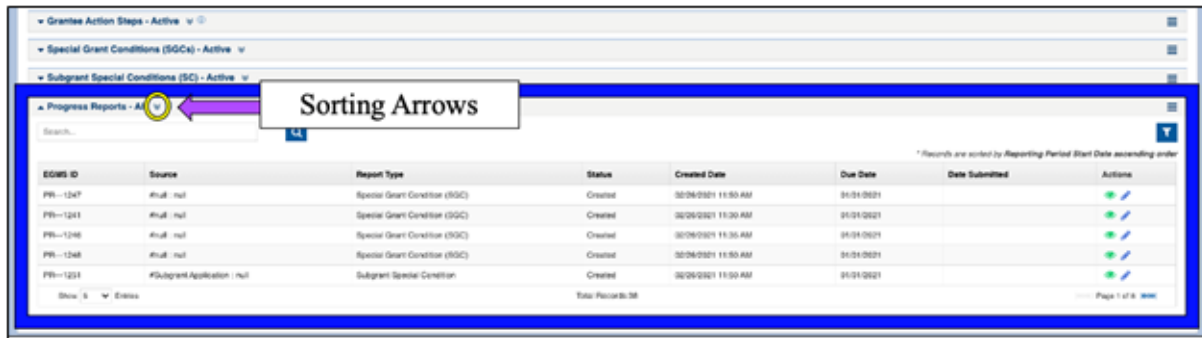 Grantee Action Steps - Active
Special Grant Conditions (SGCs) - Active
Subgrant Special Conditions (SC) - Active
Progress Reports - All
Sorting Arrows
Search...
* Records are sorted by Reporting Period Start Date ascending order
EGMS ID Source Report Type Status Created Date Due Date Date Submitted Actions
PR---1247 #null : null Special Grant Condition (SGC) Created 02/26/2021 11:50 AM 01/01/2021
PR---1241 #null : null Special Grant Condition (SGC) Created 02/26/2021 11:30 AM 01/01/2021
#null : null Special Grant Condition (SGC) Created 02/26/2021 11:35 AM 01/01/2021
#null : null Special Grant Condition (SGC) Created 02/26/2021 11:50 AM 01/01/2021
PR---1251 #Subgrant Application : null Subgrant Special Condition Created 02/26/2021 11:50 AM 01/01/2021
Show 5 Entries Total Records:38 Page 1 of 8